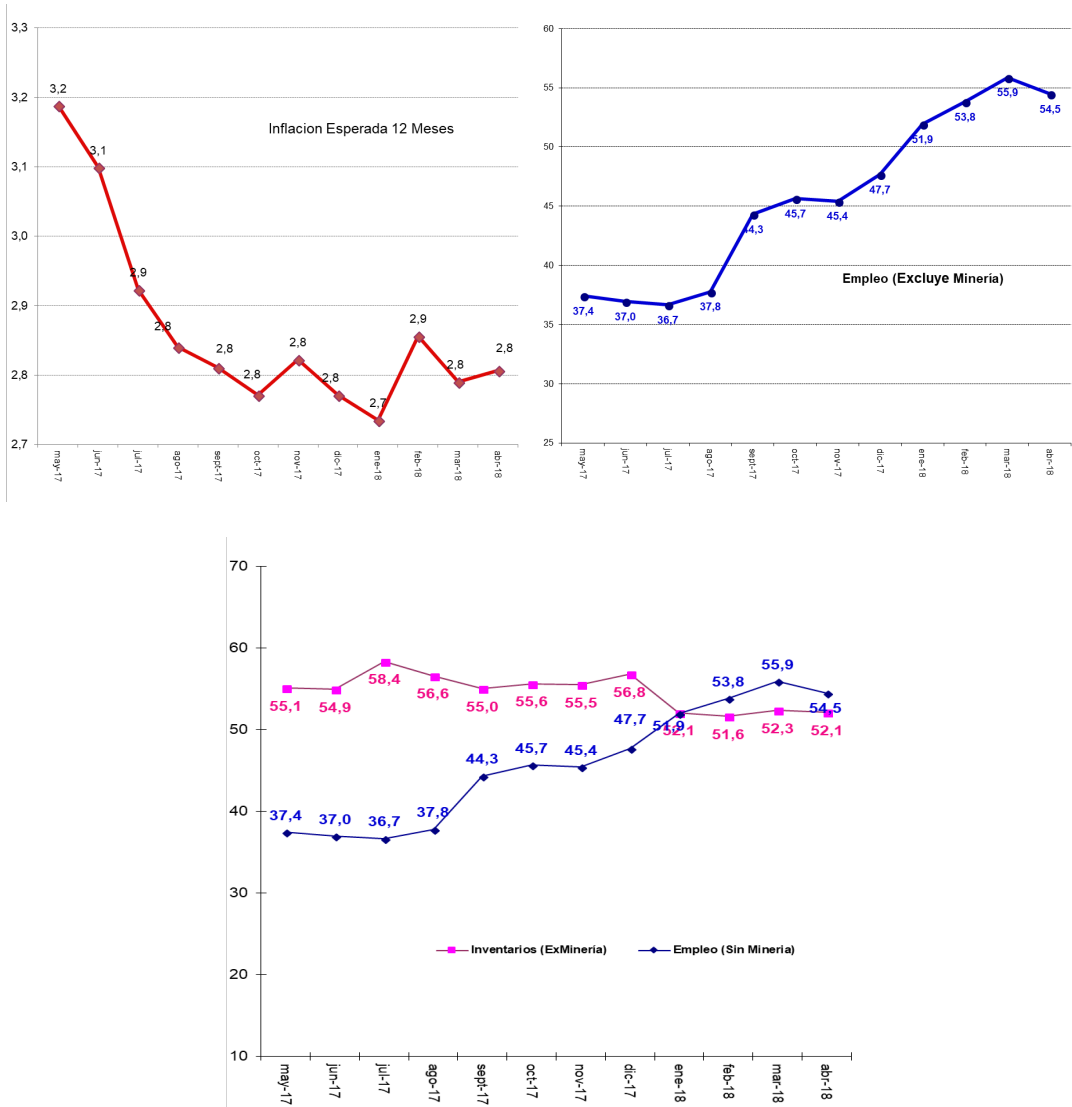 3,3
3,2
3,1
3,0
2,9
2,8
2,7
Inflacion Esperada 12 Meses
3,2
3,1
2,9
2,8
2,8
2,8
2,8
2,8
2,7
2,9
2,8
2,8
may-17
jun-17
jul-17
ago-17
sept-17
oct-17
nov-17
dic-17
ene-18
feb-18
mar-18
abr-18
60
55
50
45
40
35
30
25
37,4
37,0
36,7
37,8
44,3
45,7
45,4
47,7
51,9
53,8
55,9
54,5
Empleo (Excluye Minería)
may-17
jun-17
jul-17
ago-17
sept-17
oct-17
nov-17
dic-17
ene-18
feb-18
mar-18
abr-18
70
60
50
40
30
20
10
55,1
54,9
58,4
56,6
55,0
55,6
55,5
56,8
52,1
51,6
52,3
52,1
37,4
37,0
36,7
37,8
44,3
45,7
45,4
47,7
51,9
53,8
55,9
54,5
Inventarios (ExMinería)
Empleo (Sin Mineria)
may-17
jun-17
jul-17
ago-17
sept-17
oct-17
nov-17
dic-17
ene-18
feb-18
mar-18
abr-18